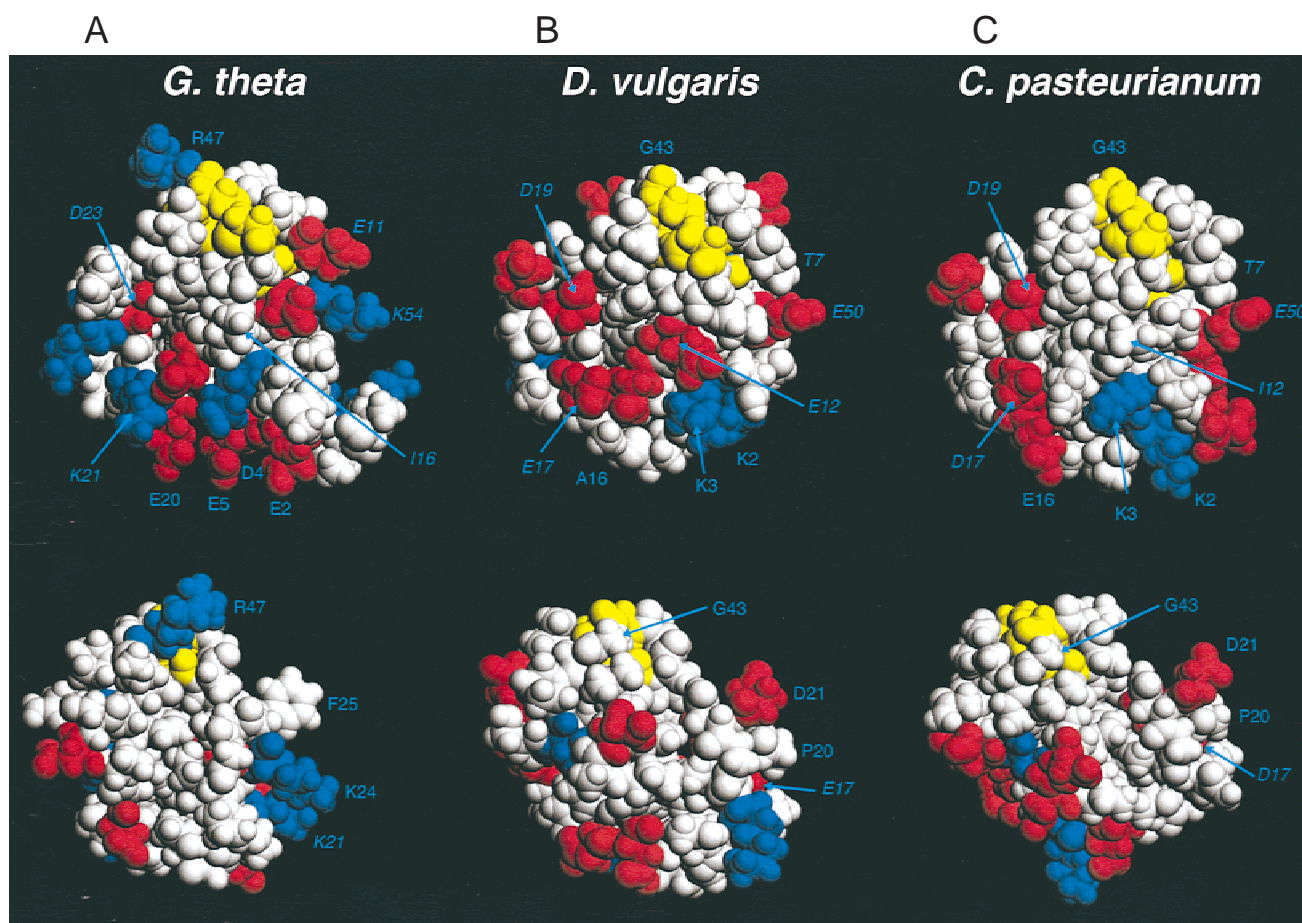 A B C
G. theta D. vulgaris C. pasteurianum
R47 G43 G43
D23 E11 D19 T7 D19 T7
K54 E50 E50
E12 I12
K21 I16 E17 K2 D17
E20 E5 D4 E2 A16 K3 E16 K3 K2
R47 G43 G43
F25 D21 D21
P20 P20
K24 E17 D17
K21